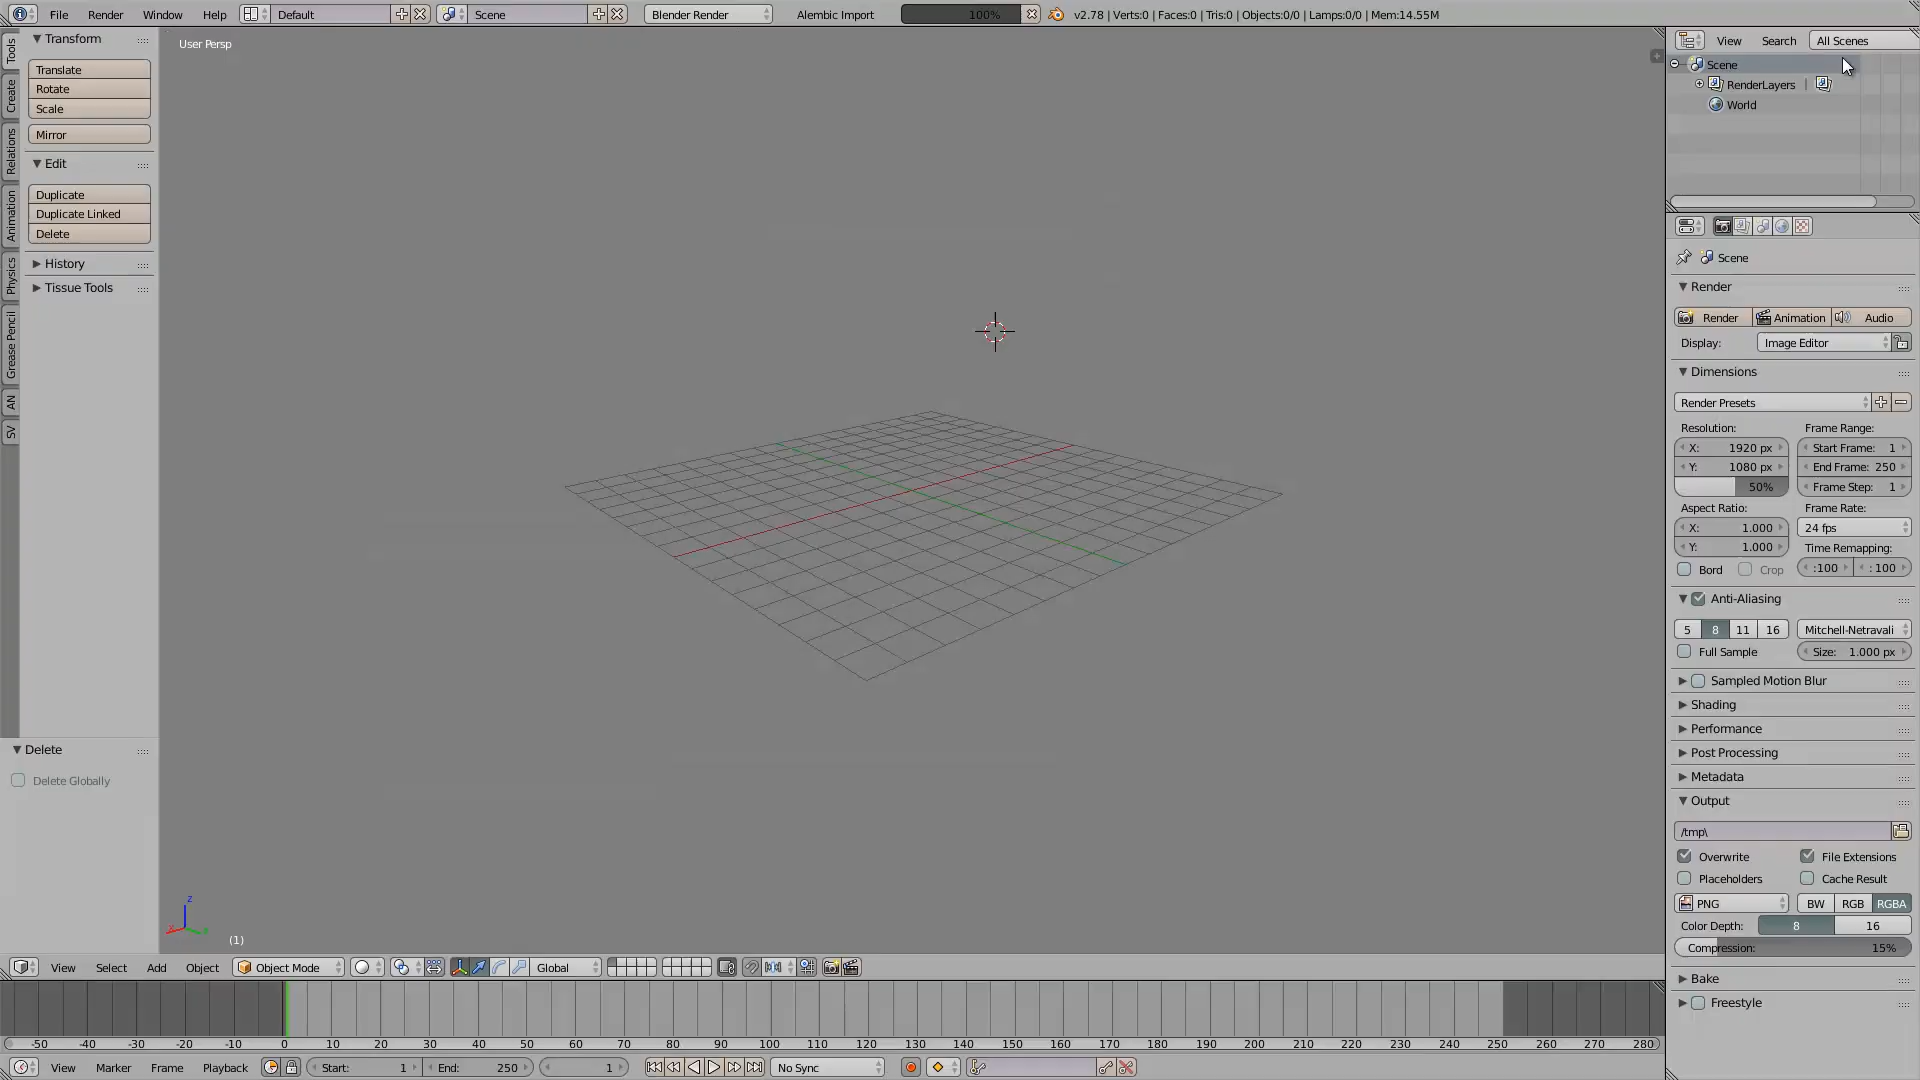 File Render Window Help Default Scene Blender Render Alembic Import 100% v2.78 | Verts:0 | Faces:0 | Tris:0 | Objects:0/0 | Lamps:0/0 | Mem:14.55M
Tools
Create
Relations
Animation
Physics
Grease Pencil
AN
SV
Transform
Translate
Rotate
Scale
Mirror
Edit
Duplicate
Duplicate Linked
Delete
History
Tissue Tools
Delete
Delete Globally
User Persp
z
(1)
View Select Add Object Object Mode Global
-50 -40 -30 -20 -10 0 10 20 30 40 50 60 70 80 90 100 110 120 130 140 150 160 170 180 190 200 210 220 230 240 250 260 270 280
View Marker Frame Playback Start: 1 End: 250 1 No Sync
View Search All Scenes
Scene
RenderLayers |
World
Scene
Render
Render Animation Audio
Display: Image Editor
Dimensions
Render Presets
Resolution: Frame Range:
X: 1920 px Start Frame: 1
Y: 1080 px End Frame: 250
50% Frame Step: 1
Aspect Ratio: Frame Rate:
X: 1.000 24 fps
Y: 1.000 Time Remapping:
Bord Crop :100 : 100
Anti-Aliasing
5 8 11 16 Mitchell-Netravali
Full Sample Size: 1.000 px
Sampled Motion Blur
Shading
Performance
Post Processing
Metadata
Output
/tmp\
Overwrite File Extensions
Placeholders Cache Result
PNG BW RGB RGBA
Color Depth: 8 16
Compression: 15%
Bake
Freestyle